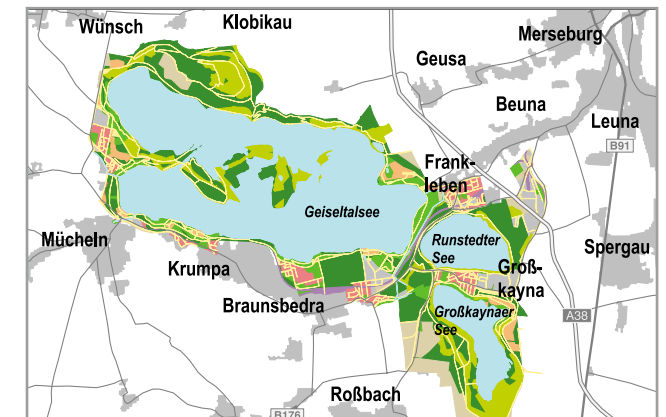 Wünsch
Klobikau
Merseburg
Geusa
Beuna
Leuna
B91
Frank-
leben
Geiseltalsee
Runstedter
See
Mücheln
Krumpa
Spergau
Groß-
kayna
Braunsbedra
Großkaynaer
See
A38
Roßbach
B176